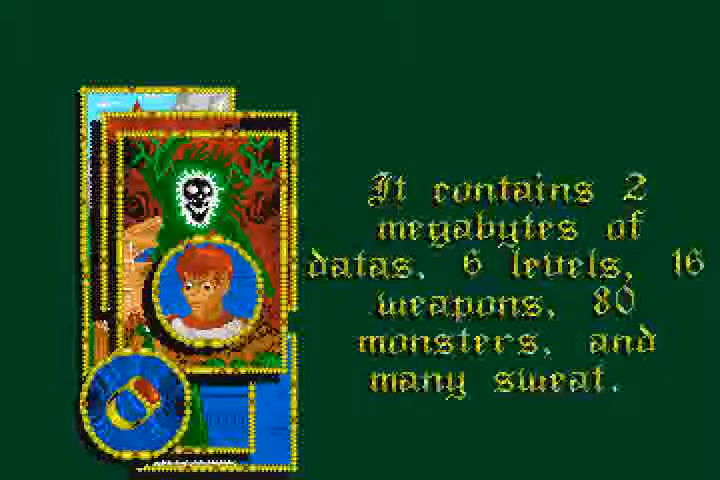 It contains 2
megabytes of
datas, 6 levels, 16
weapons, 80
monsters, and
many sweat.